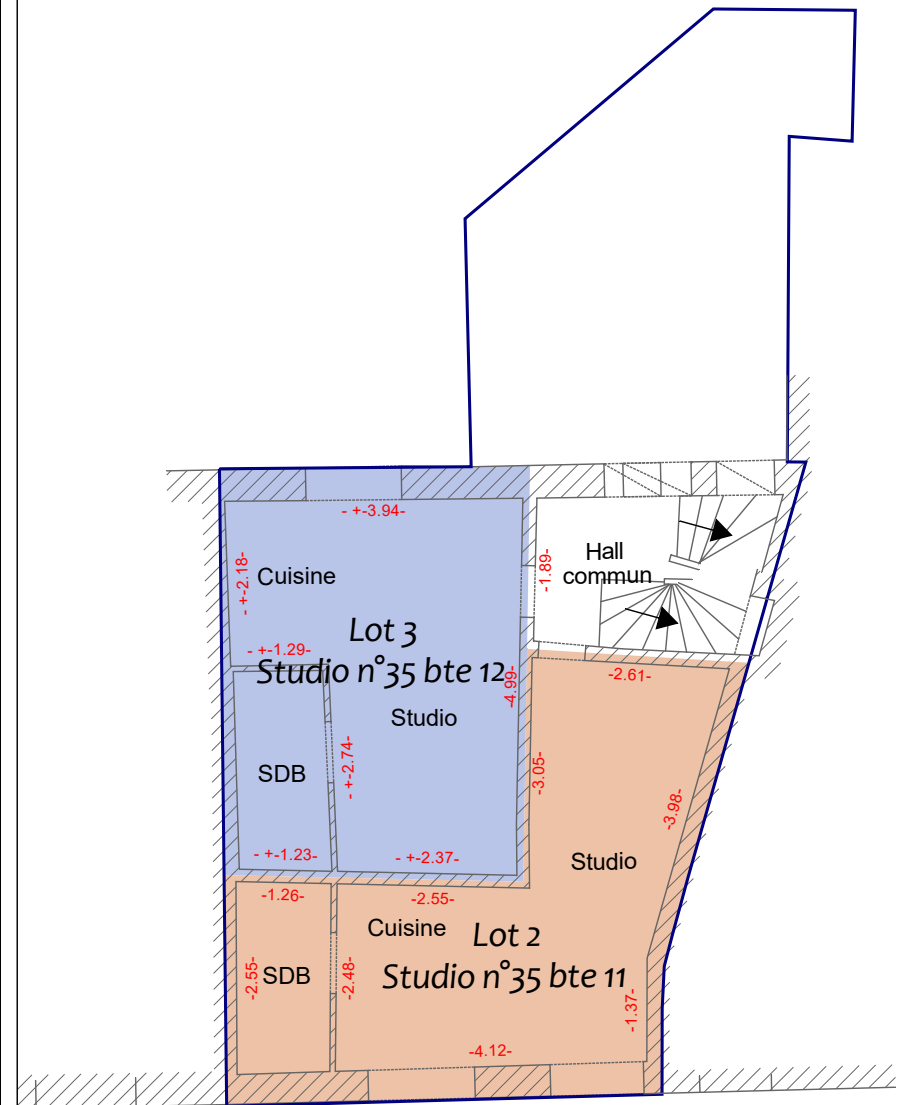 - +-3.94-
- +-2.18-
Cuisine
-1.89-
Hall
commun
Lot 3
- +-1.29-
Studio n°35 bte 12
-4.99-
-2.61-
Studio
SDB
- +-2.74-
-3.05-
-3.98-
- +-1.23-
- +-2.37-
Studio
-1.26-
-2.55-
Cuisine
Lot 2
-2.55-
SDB
-2.48-
Studio n°35 bte 11
-1.37-
-4.12-